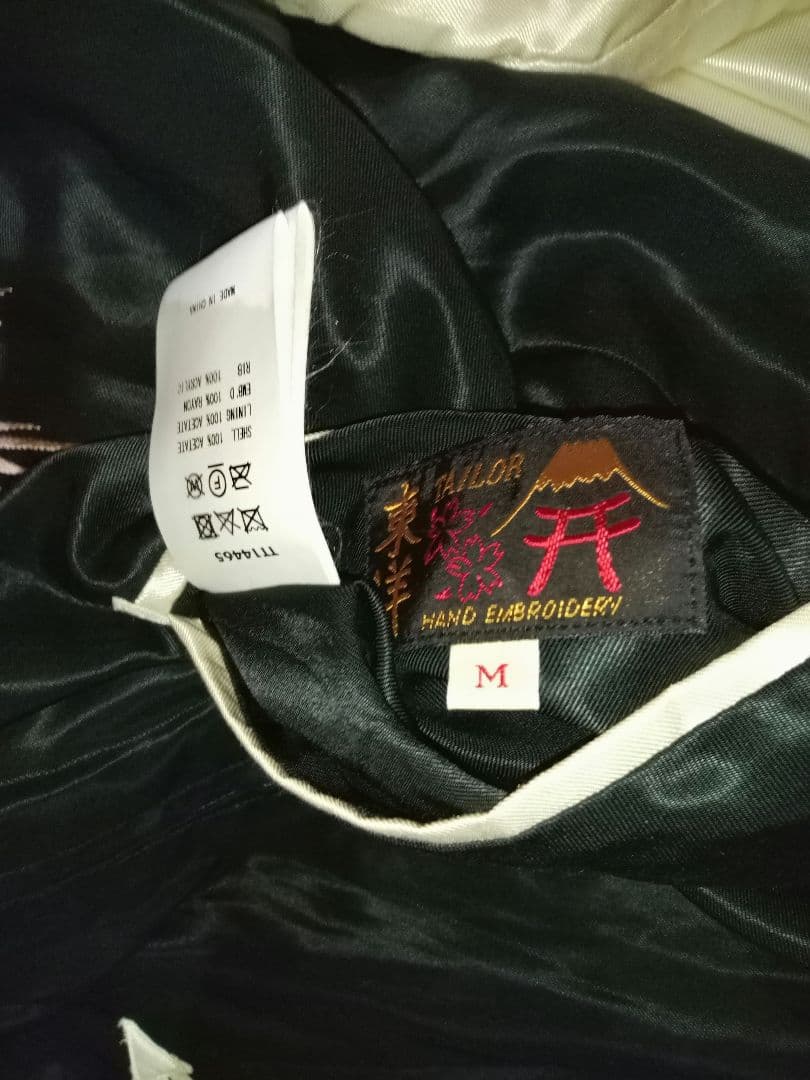 TT14465
SHELL 100% ACETATE
LINING 100% ACETATE
EMB'D 100% RAYON
RIB 100% ACRYLIC
MADE IN CHINA
TAILOR
東洋
HAND EMBROIDERY
M